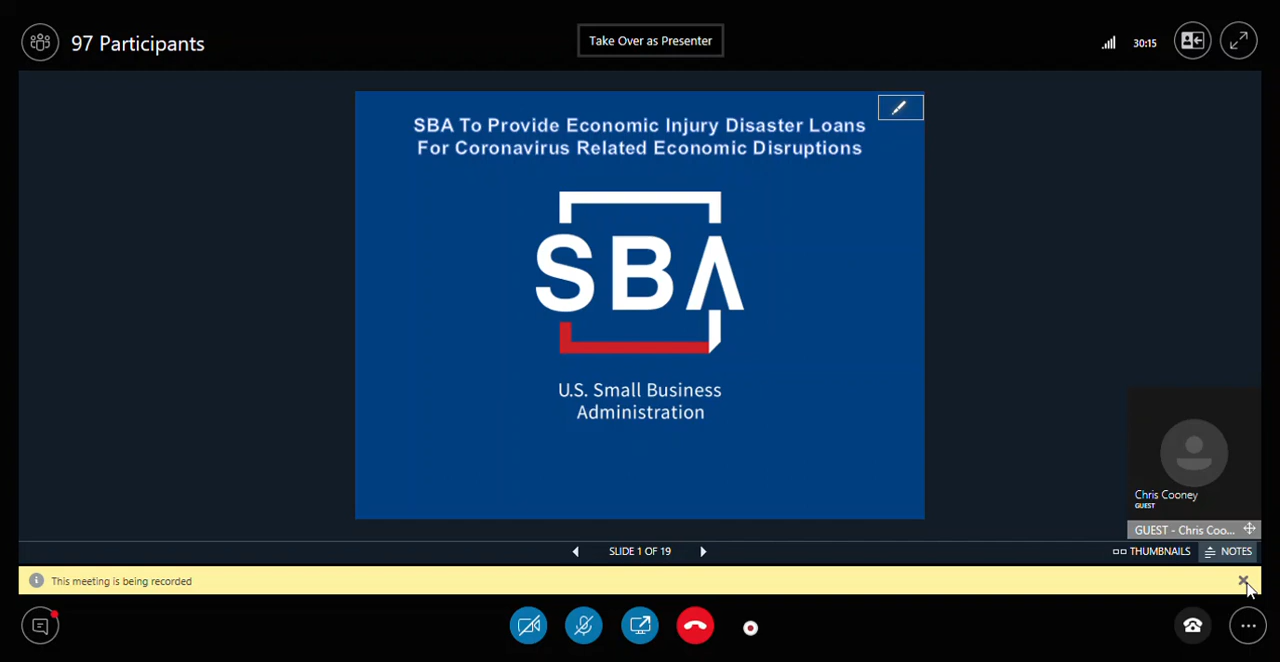 97 Participants
Take Over as Presenter
30:15
SBA To Provide Economic Injury Disaster Loans
For Coronavirus Related Economic Disruptions
SBA
U.S. Small Business
Administration
Chris Cooney
GUEST
GUEST - Chris Coo...
SLIDE 1 OF 19
THUMBNAILS
NOTES
This meeting is being recorded